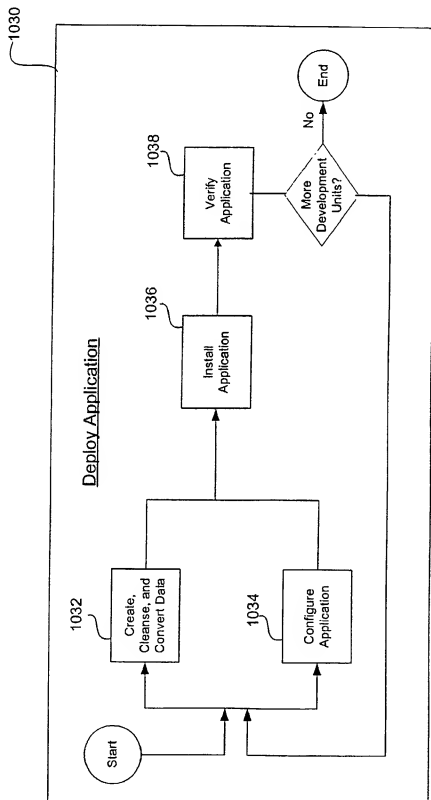 1030
Deploy Application
Start
1032
Create,
Cleanse, and
Convert Data
1034
Configure
Application
1036
Install
Application
1038
Verify
Application
More
Development
Units?
No
End